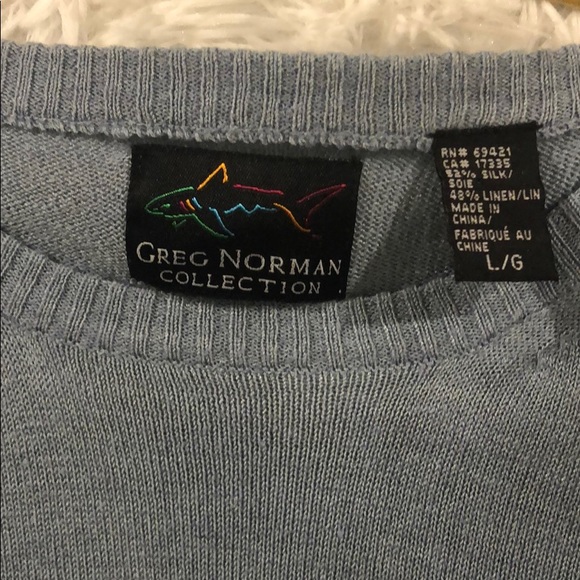 GREG NORMAN
COLLECTION
RN# 69421
CA# 17335
52% SILK/
SOIE
48% LINEN/LIN
MADE IN
CHINA/
FABRIQUÉ AU
CHINE
L/G